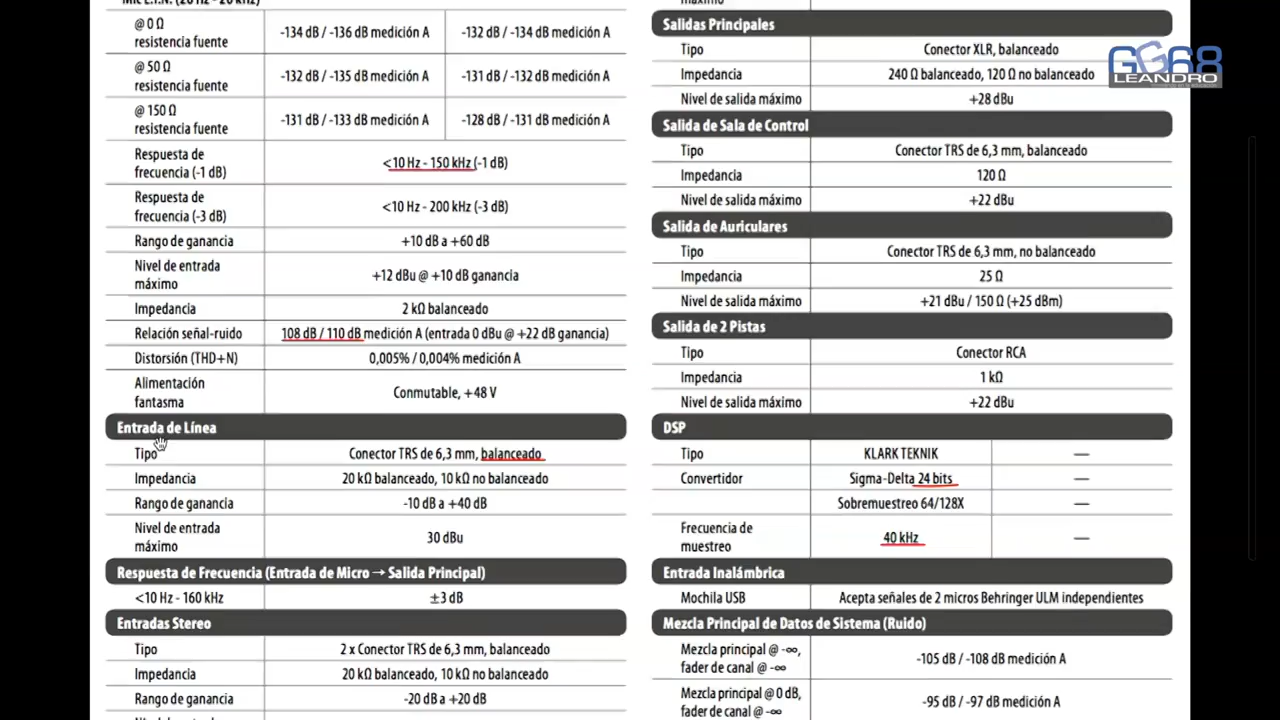 Mic E.I.N. (20 Hz - 20 kHz)
@ 0 Ω
resistencia fuente
-134 dB / -136 dB medición A
-132 dB / -134 dB medición A
@ 50 Ω
resistencia fuente
-132 dB / -135 dB medición A
-131 dB / -132 dB medición A
@ 150 Ω
resistencia fuente
-131 dB / -133 dB medición A
-128 dB / -131 dB medición A
Respuesta de
frecuencia (-1 dB)
<10 Hz - 150 kHz (-1 dB)
Respuesta de
frecuencia (-3 dB)
<10 Hz - 200 kHz (-3 dB)
Rango de ganancia
+10 dB a +60 dB
Nivel de entrada
máximo
+12 dBu @ +10 dB ganancia
Impedancia
2 kΩ balanceado
Relación señal-ruido
108 dB / 110 dB medición A (entrada 0 dBu @ +22 dB ganancia)
Distorsión (THD+N)
0,005% / 0,004% medición A
Alimentación
fantasma
Conmutable, +48 V
Entrada de Línea
Tipo
Conector TRS de 6,3 mm, balanceado
Impedancia
20 kΩ balanceado, 10 kΩ no balanceado
Rango de ganancia
-10 dB a +40 dB
Nivel de entrada
máximo
30 dBu
Respuesta de Frecuencia (Entrada de Micro → Salida Principal)
<10 Hz - 160 kHz
±3 dB
Entradas Stereo
Tipo
2 x Conector TRS de 6,3 mm, balanceado
Impedancia
20 kΩ balanceado, 10 kΩ no balanceado
Rango de ganancia
-20 dB a +20 dB
máximo
Salidas Principales
Tipo
Conector XLR, balanceado
Impedancia
240 Ω balanceado, 120 Ω no balanceado
Nivel de salida máximo
+28 dBu
Salida de Sala de Control
Tipo
Conector TRS de 6,3 mm, balanceado
Impedancia
120 Ω
Nivel de salida máximo
+22 dBu
Salida de Auriculares
Tipo
Conector TRS de 6,3 mm, no balanceado
Impedancia
25 Ω
Nivel de salida máximo
+21 dBu / 150 Ω (+25 dBm)
Salida de 2 Pistas
Tipo
Conector RCA
Impedancia
1 kΩ
Nivel de salida máximo
+22 dBu
DSP
Tipo
KLARK TEKNIK
—
Convertidor
Sigma-Delta 24 bits
—
Sobremuestreo 64/128X
—
Frecuencia de
muestreo
40 kHz
—
Entrada Inalámbrica
Mochila USB
Acepta señales de 2 micros Behringer ULM independientes
Mezcla Principal de Datos de Sistema (Ruido)
Mezcla principal @ -∞,
fader de canal @ -∞
-105 dB / -108 dB medición A
Mezcla principal @ 0 dB,
fader de canal @ -∞
-95 dB / -97 dB medición A
GG68
LEANDRO